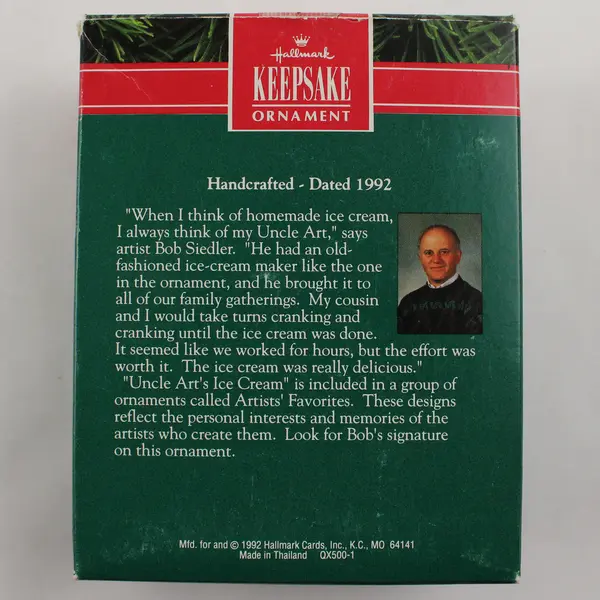 Hallmark
KEEPSAKE
ORNAMENT
Handcrafted - Dated 1992
"When I think of homemade ice cream,
I always think of my Uncle Art," says
artist Bob Siedler. "He had an old-
fashioned ice-cream maker like the one
in the ornament, and he brought it to
all of our family gatherings. My cousin
and I would take turns cranking and
cranking until the ice cream was done.
It seemed like we worked for hours, but the effort was
worth it. The ice cream was really delicious."
"Uncle Art's Ice Cream" is included in a group of
ornaments called Artists' Favorites. These designs
reflect the personal interests and memories of the
artists who create them. Look for Bob's signature
on this ornament.
Mfd. for and © 1992 Hallmark Cards, Inc., K.C., MO 64141
Made in Thailand QX500-1